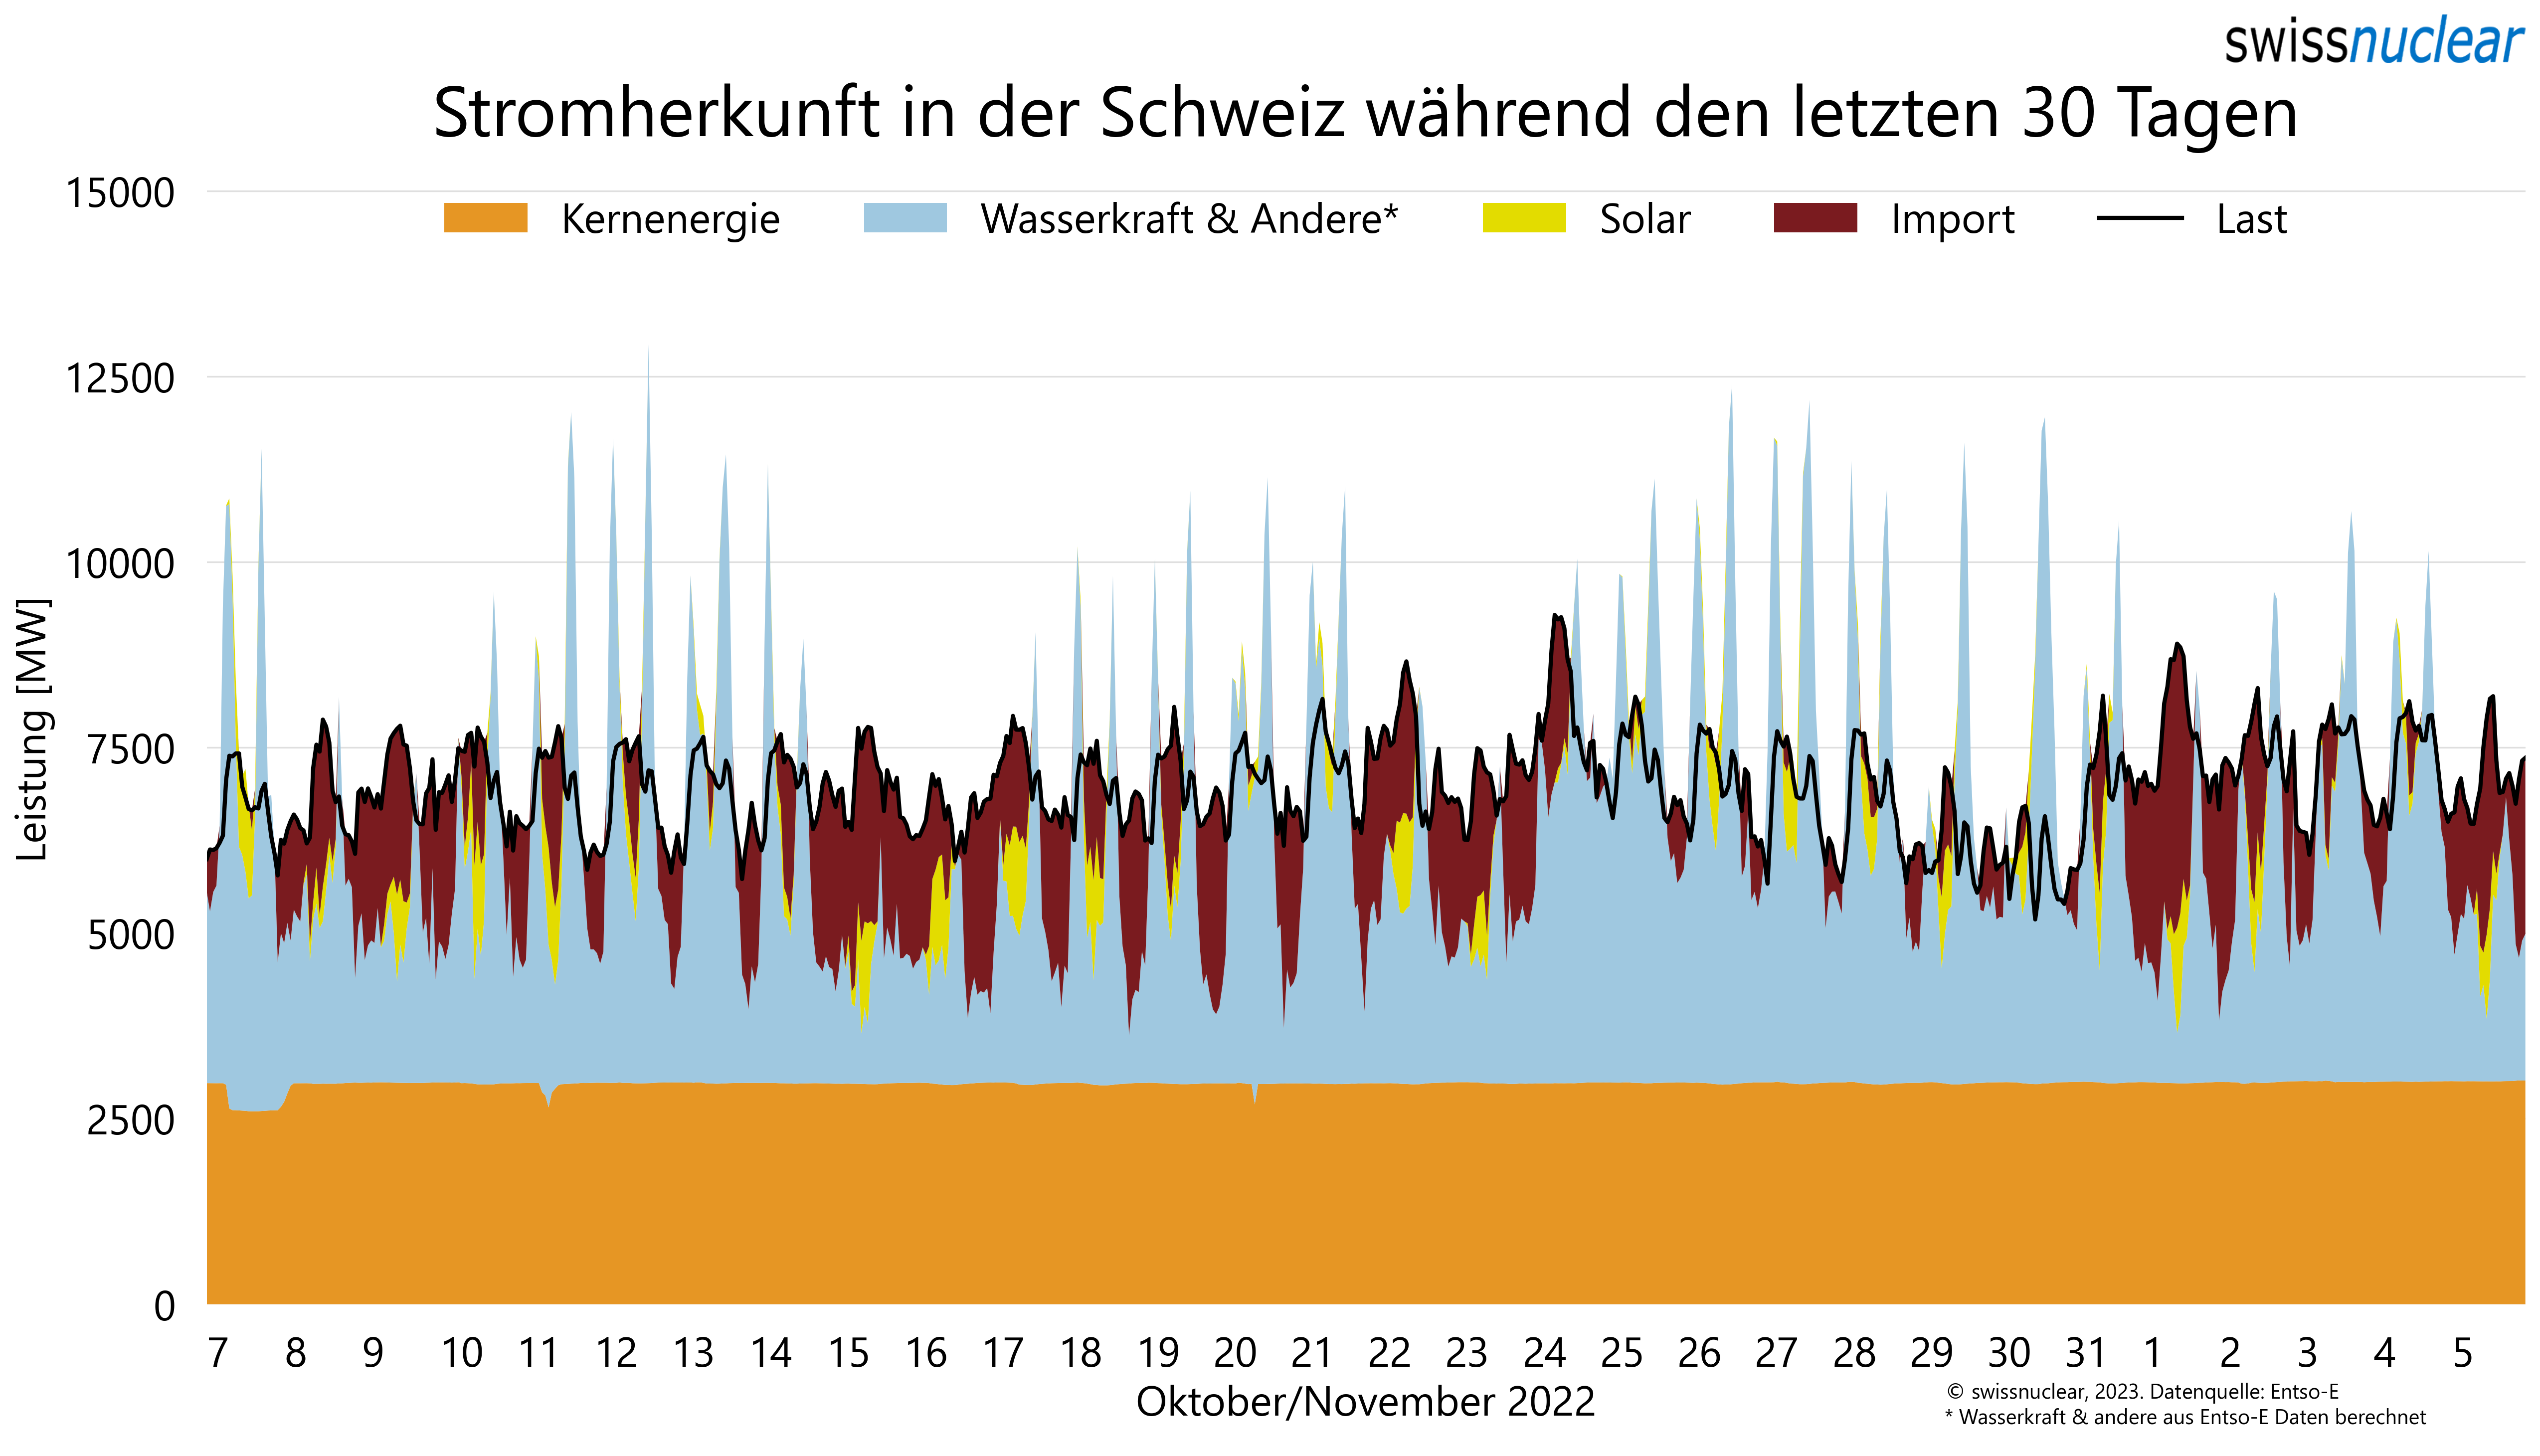 swissnuclear
Stromherkunft in der Schweiz während den letzten 30 Tagen
15000
Kernenergie Wasserkraft & Andere* Solar Import Last
12500
10000
7500
5000
2500
0
Leistung [MW]
7 8 9 10 11 12 13 14 15 16 17 18 19 20 21 22 23 24 25 26 27 28 29 30 31 1 2 3 4 5
Oktober/November 2022
© swissnuclear, 2023. Datenquelle: Entso-E
* Wasserkraft & andere aus Entso-E Daten berechnet